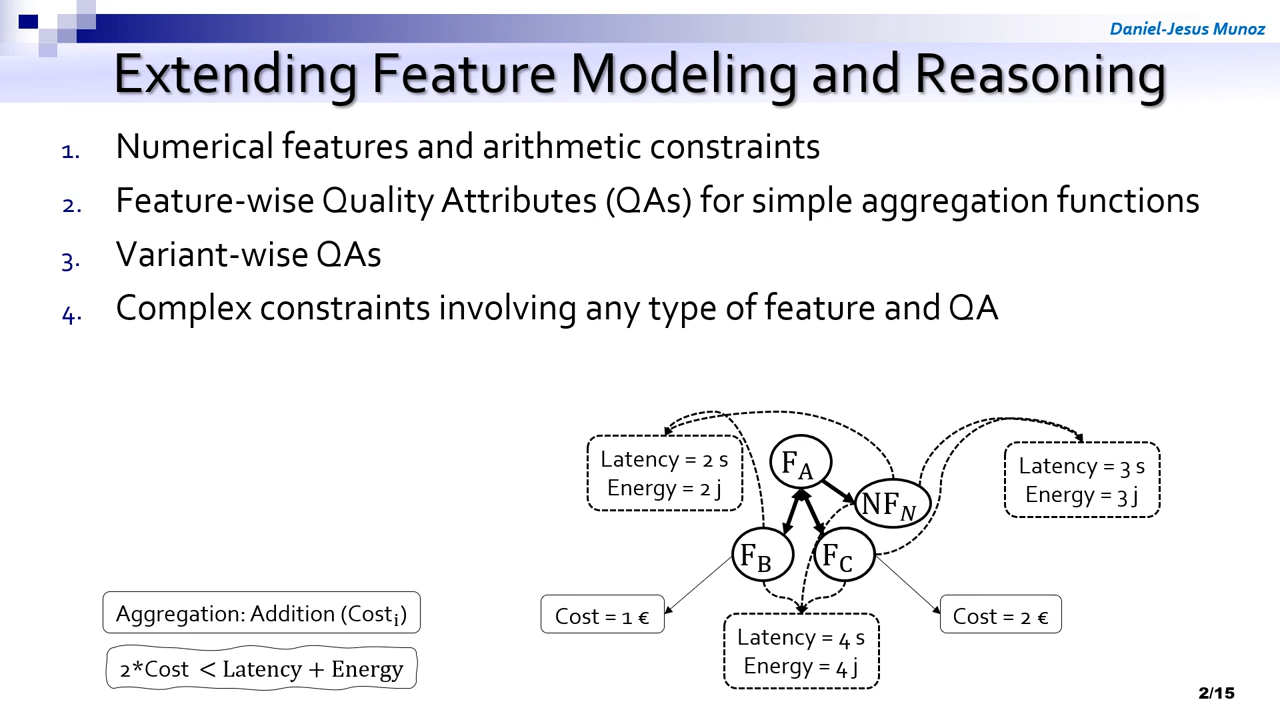 Daniel-Jesus Munoz
Extending Feature Modeling and Reasoning
1. Numerical features and arithmetic constraints
2. Feature-wise Quality Attributes (QAs) for simple aggregation functions
3. Variant-wise QAs
4. Complex constraints involving any type of feature and QA
Latency = 2 s
Energy = 2 j
F_A
NF_N
Latency = 3 s
Energy = 3 j
F_B
F_C
Aggregation: Addition (Cost_i)
Cost = 1 €
Cost = 2 €
Latency = 4 s
Energy = 4 j
2*Cost < Latency + Energy
2/15